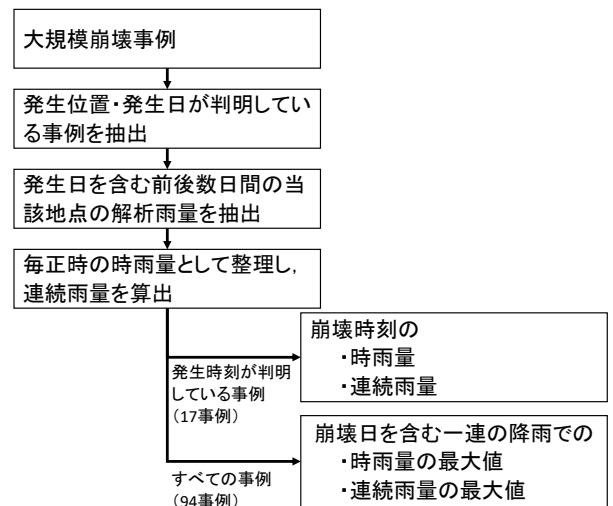 大規模崩壊事例
発生位置・発生日が判明してい
る事例を抽出
発生日を含む前後数日間の当
該地点の解析雨量を抽出
毎正時の時雨量として整理し,
連続雨量を算出
発生時刻が判明
している事例
（17事例）
崩壊時刻の
・時雨量
・連続雨量
すべての事例
（94事例）
崩壊日を含む一連の降雨での
・時雨量の最大値
・連続雨量の最大値